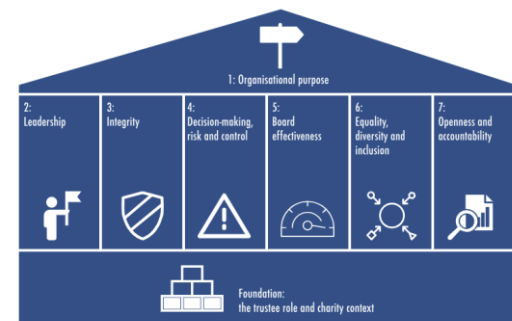 1: Organisational purpose
2:
Leadership
3:
Integrity
4:
Decision-making,
risk and control
5:
Board
effectiveness
6:
Equality,
diversity and
inclusion
7:
Openness and
accountability
Foundation:
the trustee role and charity context